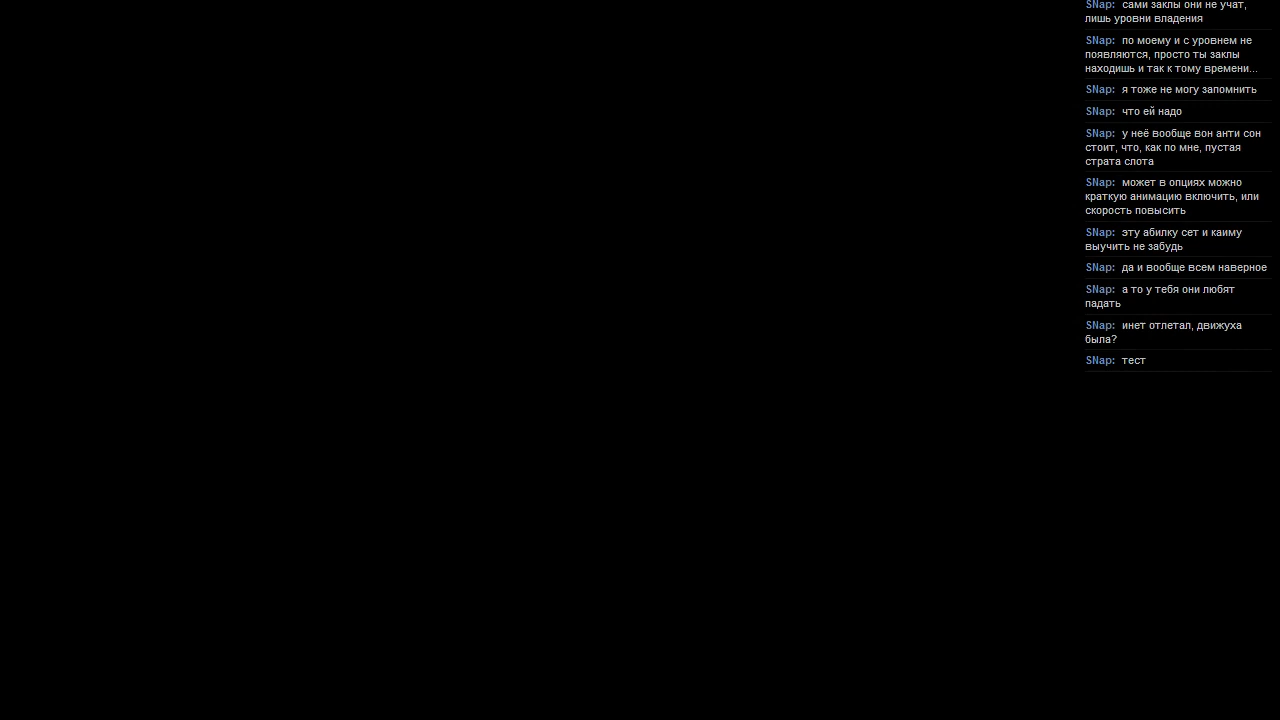 SNap: сами заклы они не учат,
лишь уровни владения
SNap: по моему и с уровнем не
появляются, просто ты заклы
находишь и так к тому времени...
SNap: я тоже не могу запомнить
SNap: что ей надо
SNap: у неё вообще вон анти сон
стоит, что, как по мне, пустая
страта слота
SNap: может в опциях можно
краткую анимацию включить, или
скорость повысить
SNap: эту абилку сет и каиму
выучить не забудь
SNap: да и вообще всем наверное
SNap: а то у тебя они любят
падать
SNap: инет отлетал, движуха
была?
SNap: тест